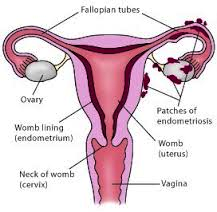 Fallopian tubes
Ovary
Patches of
endometriosis
Womb lining
(endometrium)
Womb
(uterus)
Neck of womb
(cervix)
Vagina